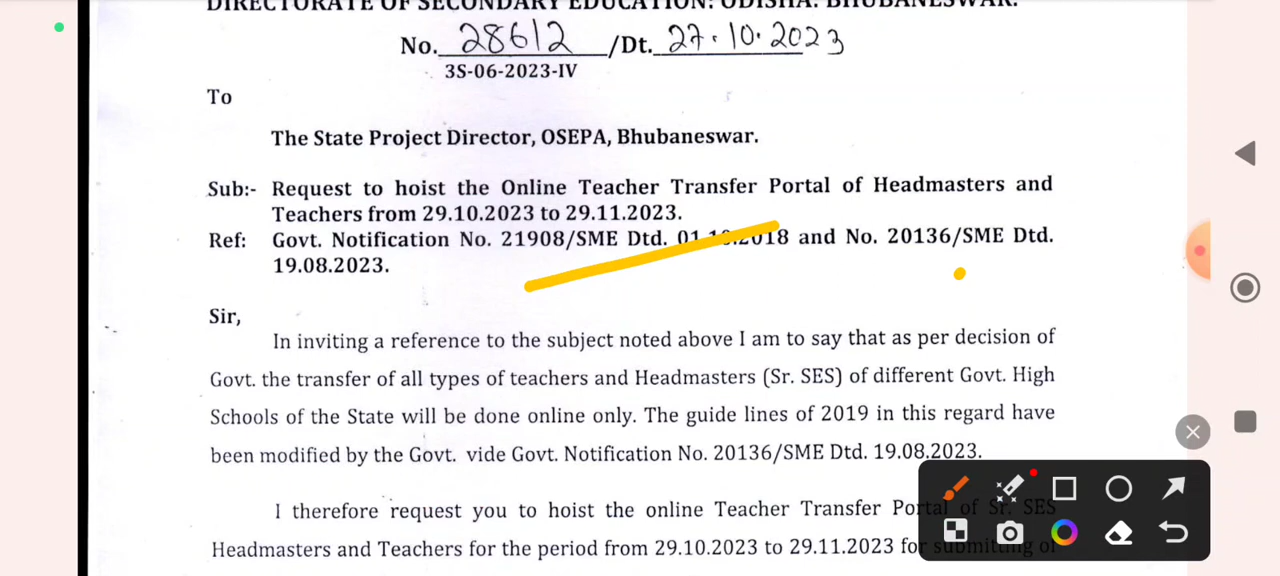 DIRECTORATE OF SECONDARY EDUCATION: ODISHA: BHUBANESWAR.
No. 28612 /Dt. 27.10.2023
3S-06-2023-IV
To
The State Project Director, OSEPA, Bhubaneswar.
Sub:- Request to hoist the Online Teacher Transfer Portal of Headmasters and
Teachers from 29.10.2023 to 29.11.2023.
Ref: Govt. Notification No. 21908/SME Dtd. and No. 20136/SME Dtd.
19.08.2023.
Sir,
In inviting a reference to the subject noted above I am to say that as per decision of
Govt. the transfer of all types of teachers and Headmasters (Sr. SES) of different Govt. High
Schools of the State will be done online only. The guide lines of 2019 in this regard have
been modified by the Govt. vide Govt. Notification No. 20136/SME Dtd. 19.08.2023.
I therefore request you to hoist the online Teacher Transfer Portal of Sr. SES
Headmasters and Teachers for the period from 29.10.2023 to 29.11.2023 for submitting of